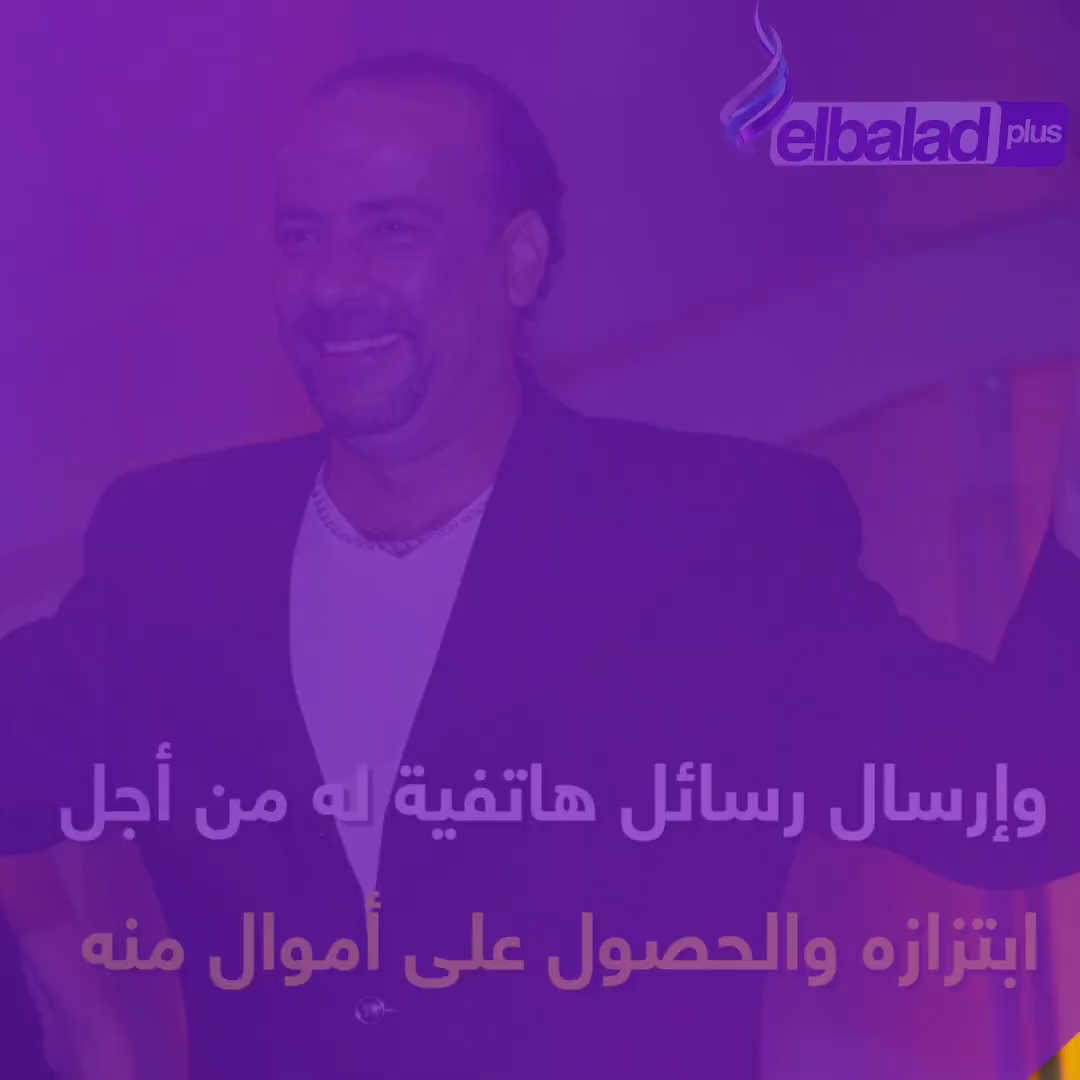 elbalad plus
وإرسال رسائل هاتفية له من أجل
ابتزازه والحصول على أموال منه